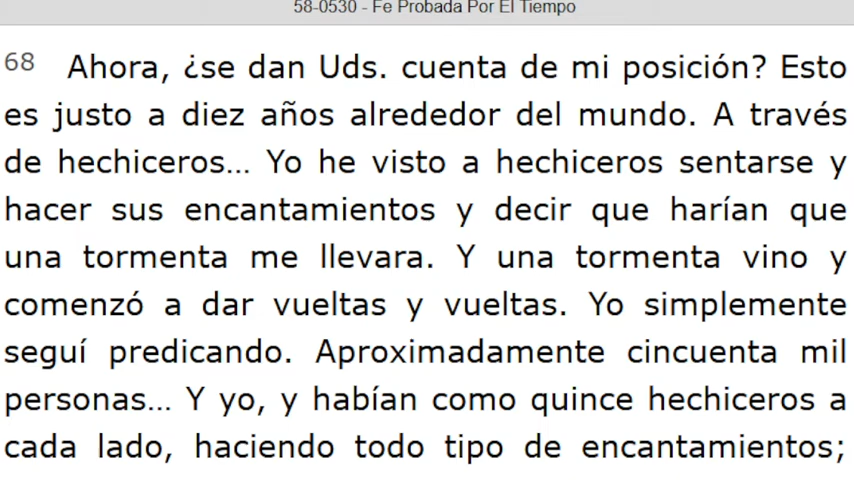 58-0530 - Fe Probada Por El Tiempo
68 Ahora, ¿se dan Uds. cuenta de mi posición? Esto
es justo a diez años alrededor del mundo. A través
de hechiceros... Yo he visto a hechiceros sentarse y
hacer sus encantamientos y decir que harían que
una tormenta me llevara. Y una tormenta vino y
comenzó a dar vueltas y vueltas. Yo simplemente
seguí predicando. Aproximadamente cincuenta mil
personas... Y yo, y habían como quince hechiceros a
cada lado, haciendo todo tipo de encantamientos;